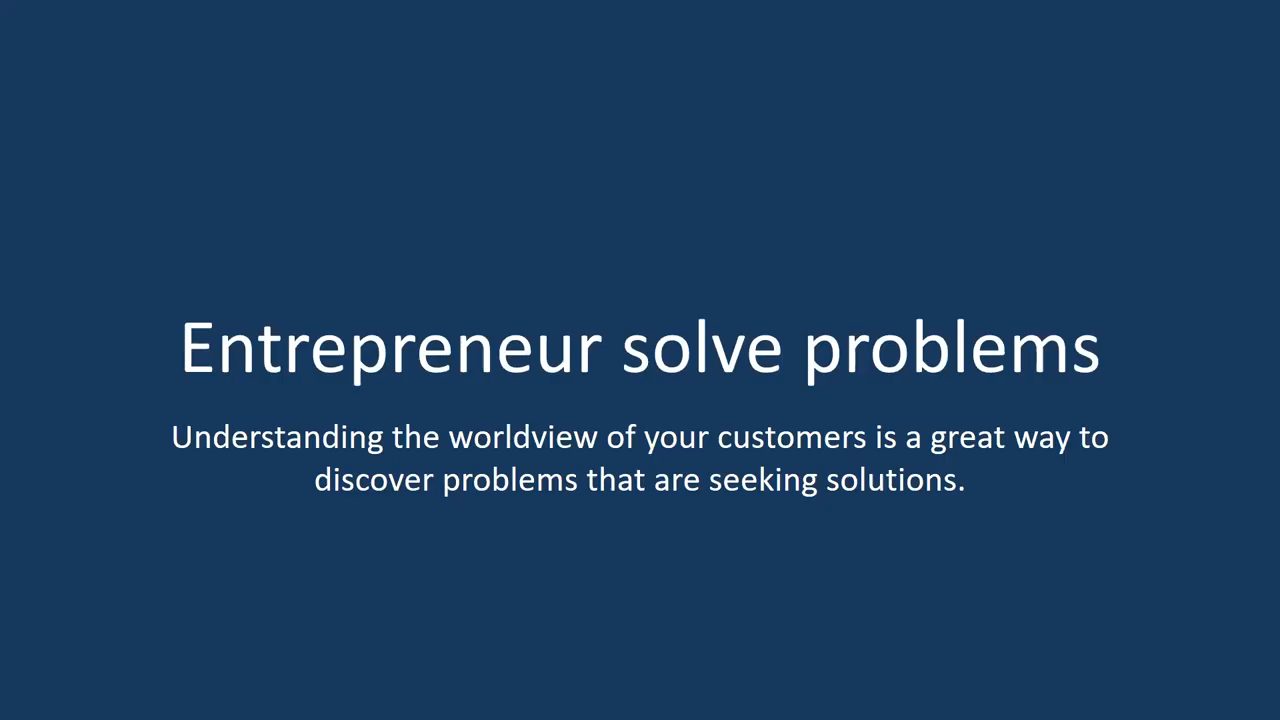 Entrepreneur solve problems
Understanding the worldview of your customers is a great way to
discover problems that are seeking solutions.